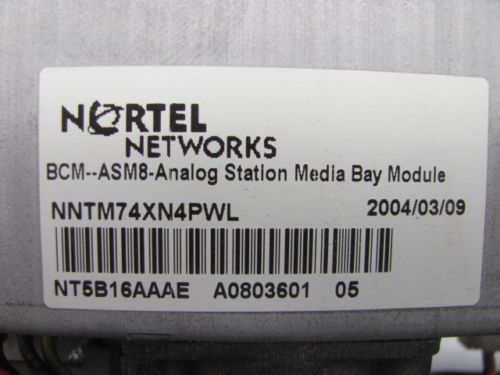 NORTEL
NETWORKS
BCM--ASM8-Analog Station Media Bay Module
NNTM74XN4PWL 2004/03/09
NT5B16AAAE A0803601 05